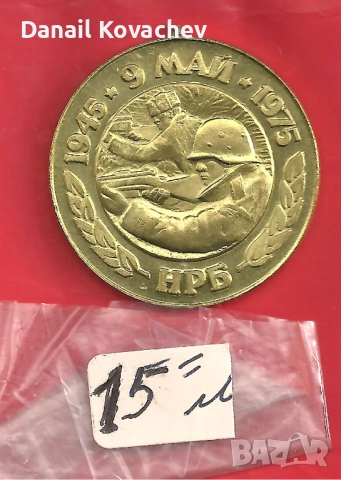 Danail Kovachev
1945 * 9 МАЙ * 1975
НРБ
15=
BAZAR